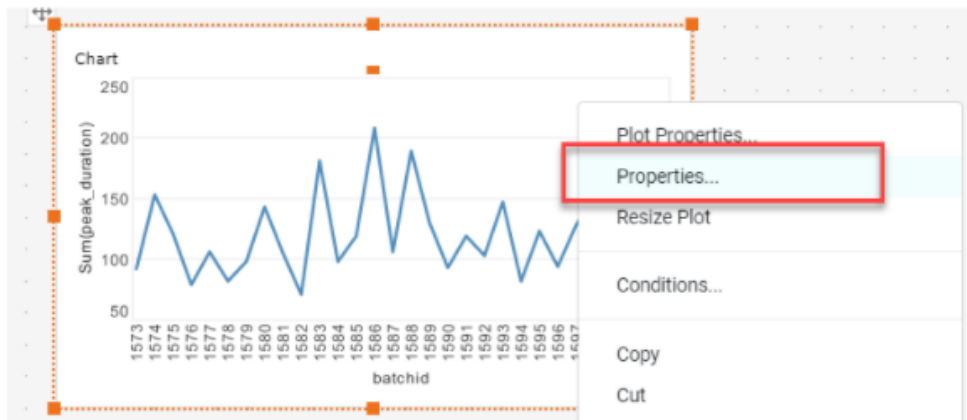 Chart
250
200
150
100
50
Sum(peak_duration)
1573 1574 1575 1576 1577 1578 1579 1580 1581 1582 1583 1584 1585 1586 1587 1588 1589 1590 1591 1592 1593 1594 1595 1596 1597
batchid
Plot Properties...
Properties...
Resize Plot
Conditions...
Copy
Cut